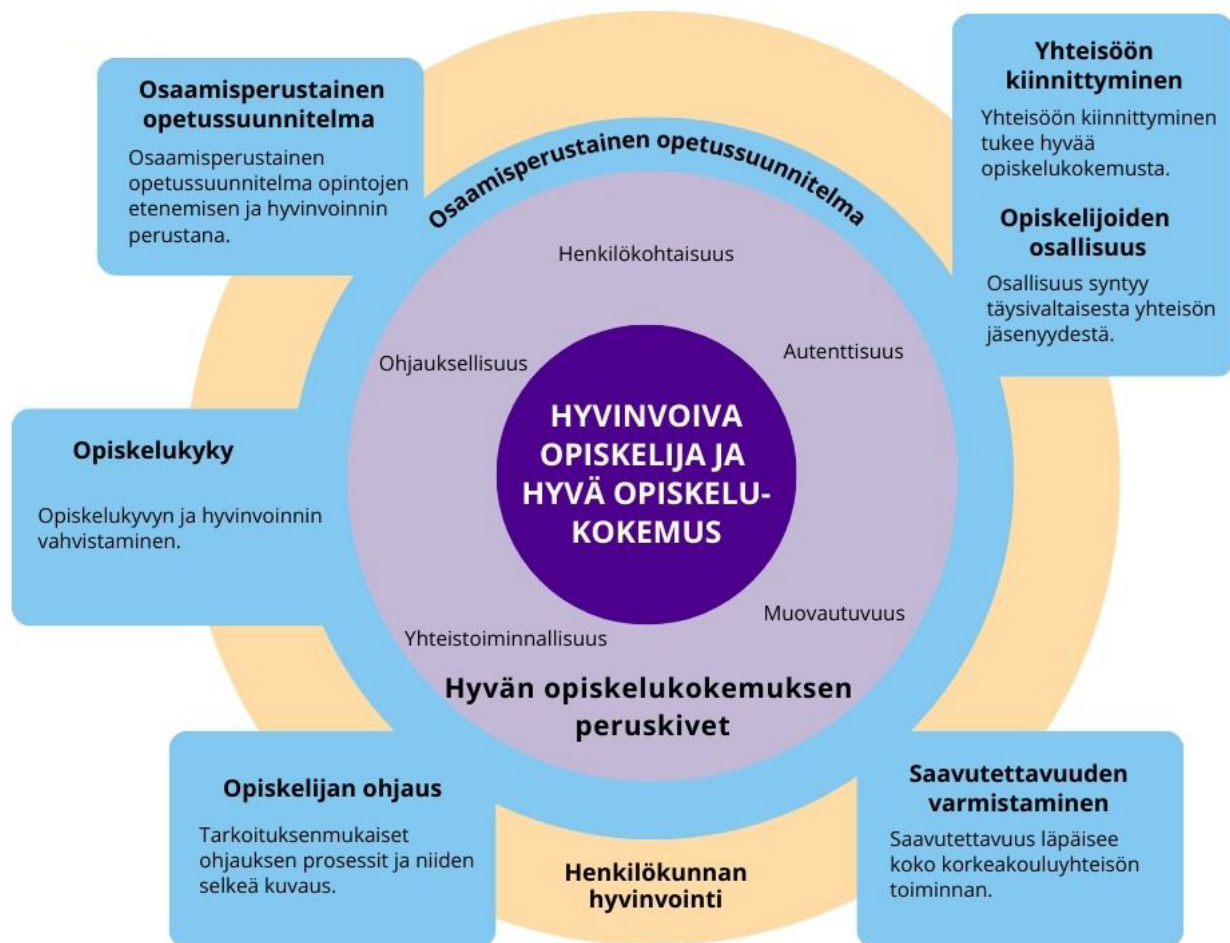 Osaamisperustainen
opetussuunnitelma
Osaamisperustainen
opetussuunnitelma opintojen
etenemisen ja hyvinvoinnin
perustana.
Yhteisöön
kiinnittyminen
Yhteisöön kiinnittyminen
tukee hyvää
opiskelukokemusta.
Opiskelijoiden
osallisuus
Osallisuus syntyy
täysivaltaisesta yhteisön
jäsenyydestä.
Osaamisperustainen opetussuunnitelma
Henkilökohtaisuus
Ohjauksellisuus
Autenttisuus
HYVINVOIVA
OPISKELIJA JA
HYVÄ OPISKELU-
KOKEMUS
Opiskelukyky
Opiskelukyvyn ja hyvinvoinnin
vahvistaminen.
Muovautuvuus
Yhteistoiminnallisuus
Hyvän opiskelukokemuksen
peruskivet
Opiskelijan ohjaus
Tarkoituksenmukaiset
ohjauksen prosessit ja niiden
selkeä kuvaus.
Saavutettavuuden
varmistaminen
Saavutettavuus läpäisee
koko korkeakouluyhteisön
toiminnan.
Henkilökunnan
hyvinvointi